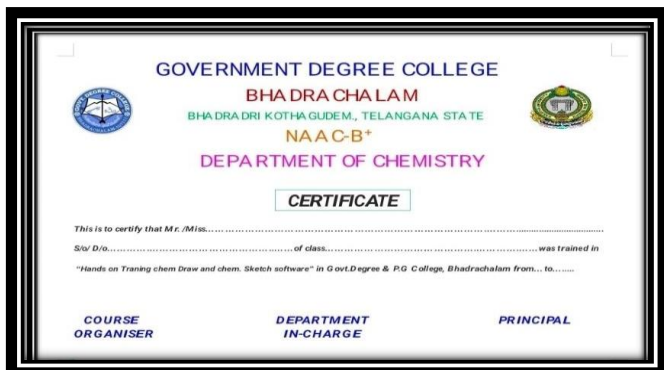 GOVERNMENT DEGREE COLLEGE
BHADRACHALAM
BHADRADRI KOTHAGUDEM., TELANGANA STATE
NAAC-B⁺
DEPARTMENT OF CHEMISTRY
CERTIFICATE
This is to certify that Mr. /Miss................................................................................................
S/o/ D/o......................................................of class...............................................................was trained in
"Hands on Traning chem Draw and chem. Sketch software" in Govt.Degree & P.G College, Bhadrachalam from... to........
COURSE ORGANISER
DEPARTMENT IN-CHARGE
PRINCIPAL